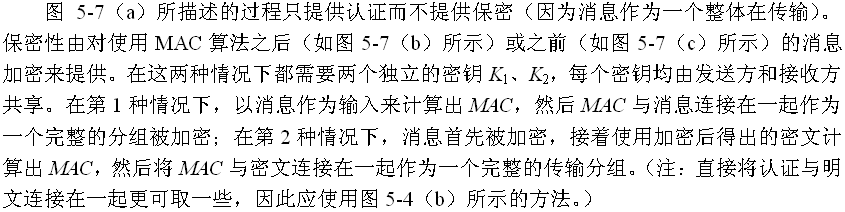 图 5-7（a）所描述的过程只提供认证而不提供保密（因为消息作为一个整体在传输）。
保密性由对使用 MAC 算法之后（如图 5-7（b）所示）或之前（如图 5-7（c）所示）的消息
加密来提供。在这两种情况下都需要两个独立的密钥 K₁、K₂，每个密钥均由发送方和接收方
共享。在第 1 种情况下，以消息作为输入来计算出 MAC，然后 MAC 与消息连接在一起作为
一个完整的分组被加密；在第 2 种情况下，消息首先被加密，接着使用加密后得出的密文计
算出 MAC，然后将 MAC 与密文连接在一起作为一个完整的传输分组。（注：直接将认证与明
文连接在一起更可取一些，因此应使用图 5-4（b）所示的方法。）